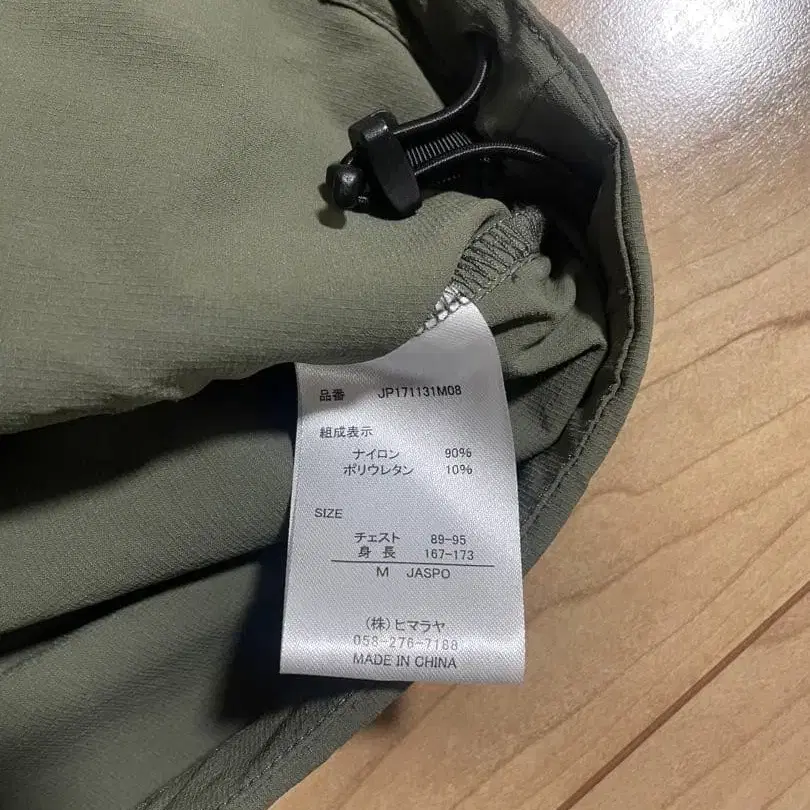 品番 JP171131M08
組成表示
ナイロン 90%
ポリウレタン 10%
SIZE
チェスト 89-95
身長 167-173
M JASPO
(株)ヒマラヤ
058-276-7188
MADE IN CHINA